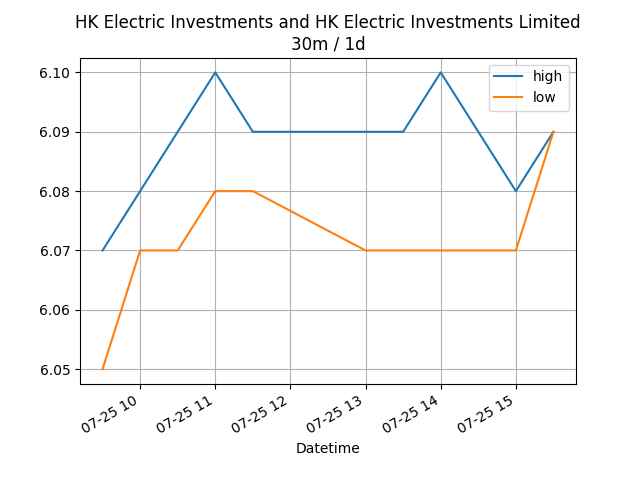 HK Electric Investments and HK Electric Investments Limited
30m / 1d
high
low
6.10
6.09
6.08
6.07
6.06
6.05
07-25 10
07-25 11
07-25 12
07-25 13
07-25 14
07-25 15
Datetime